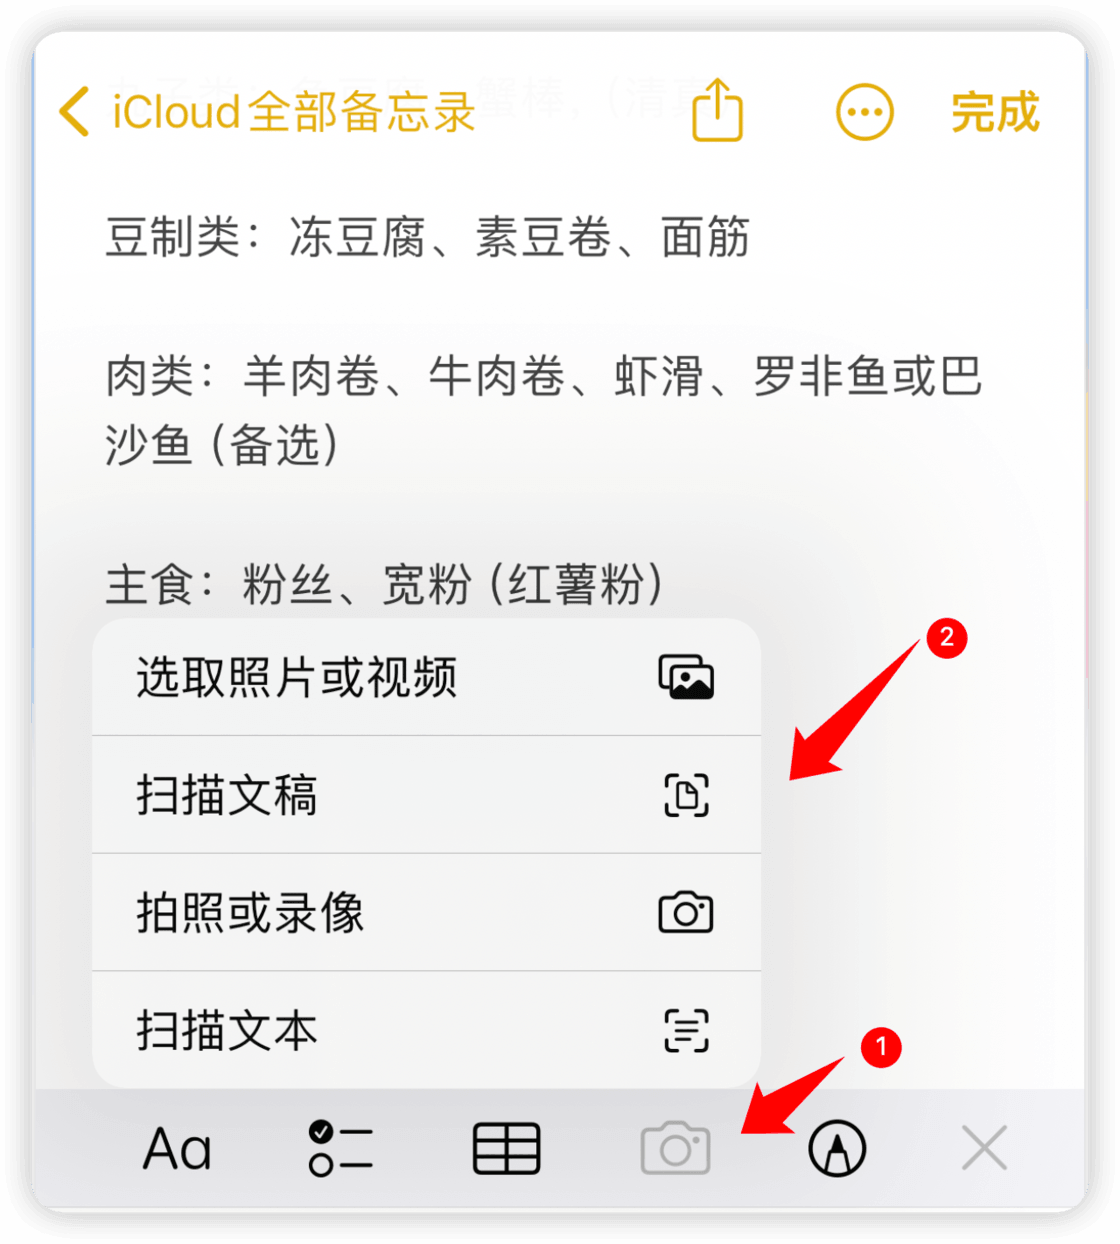 iCloud全部备忘录
完成
豆制类：冻豆腐、素豆卷、面筋
肉类：羊肉卷、牛肉卷、虾滑、罗非鱼或巴
沙鱼（备选）
主食：粉丝、宽粉（红薯粉）
选取照片或视频
2
扫描文稿
拍照或录像
扫描文本
1
Aa